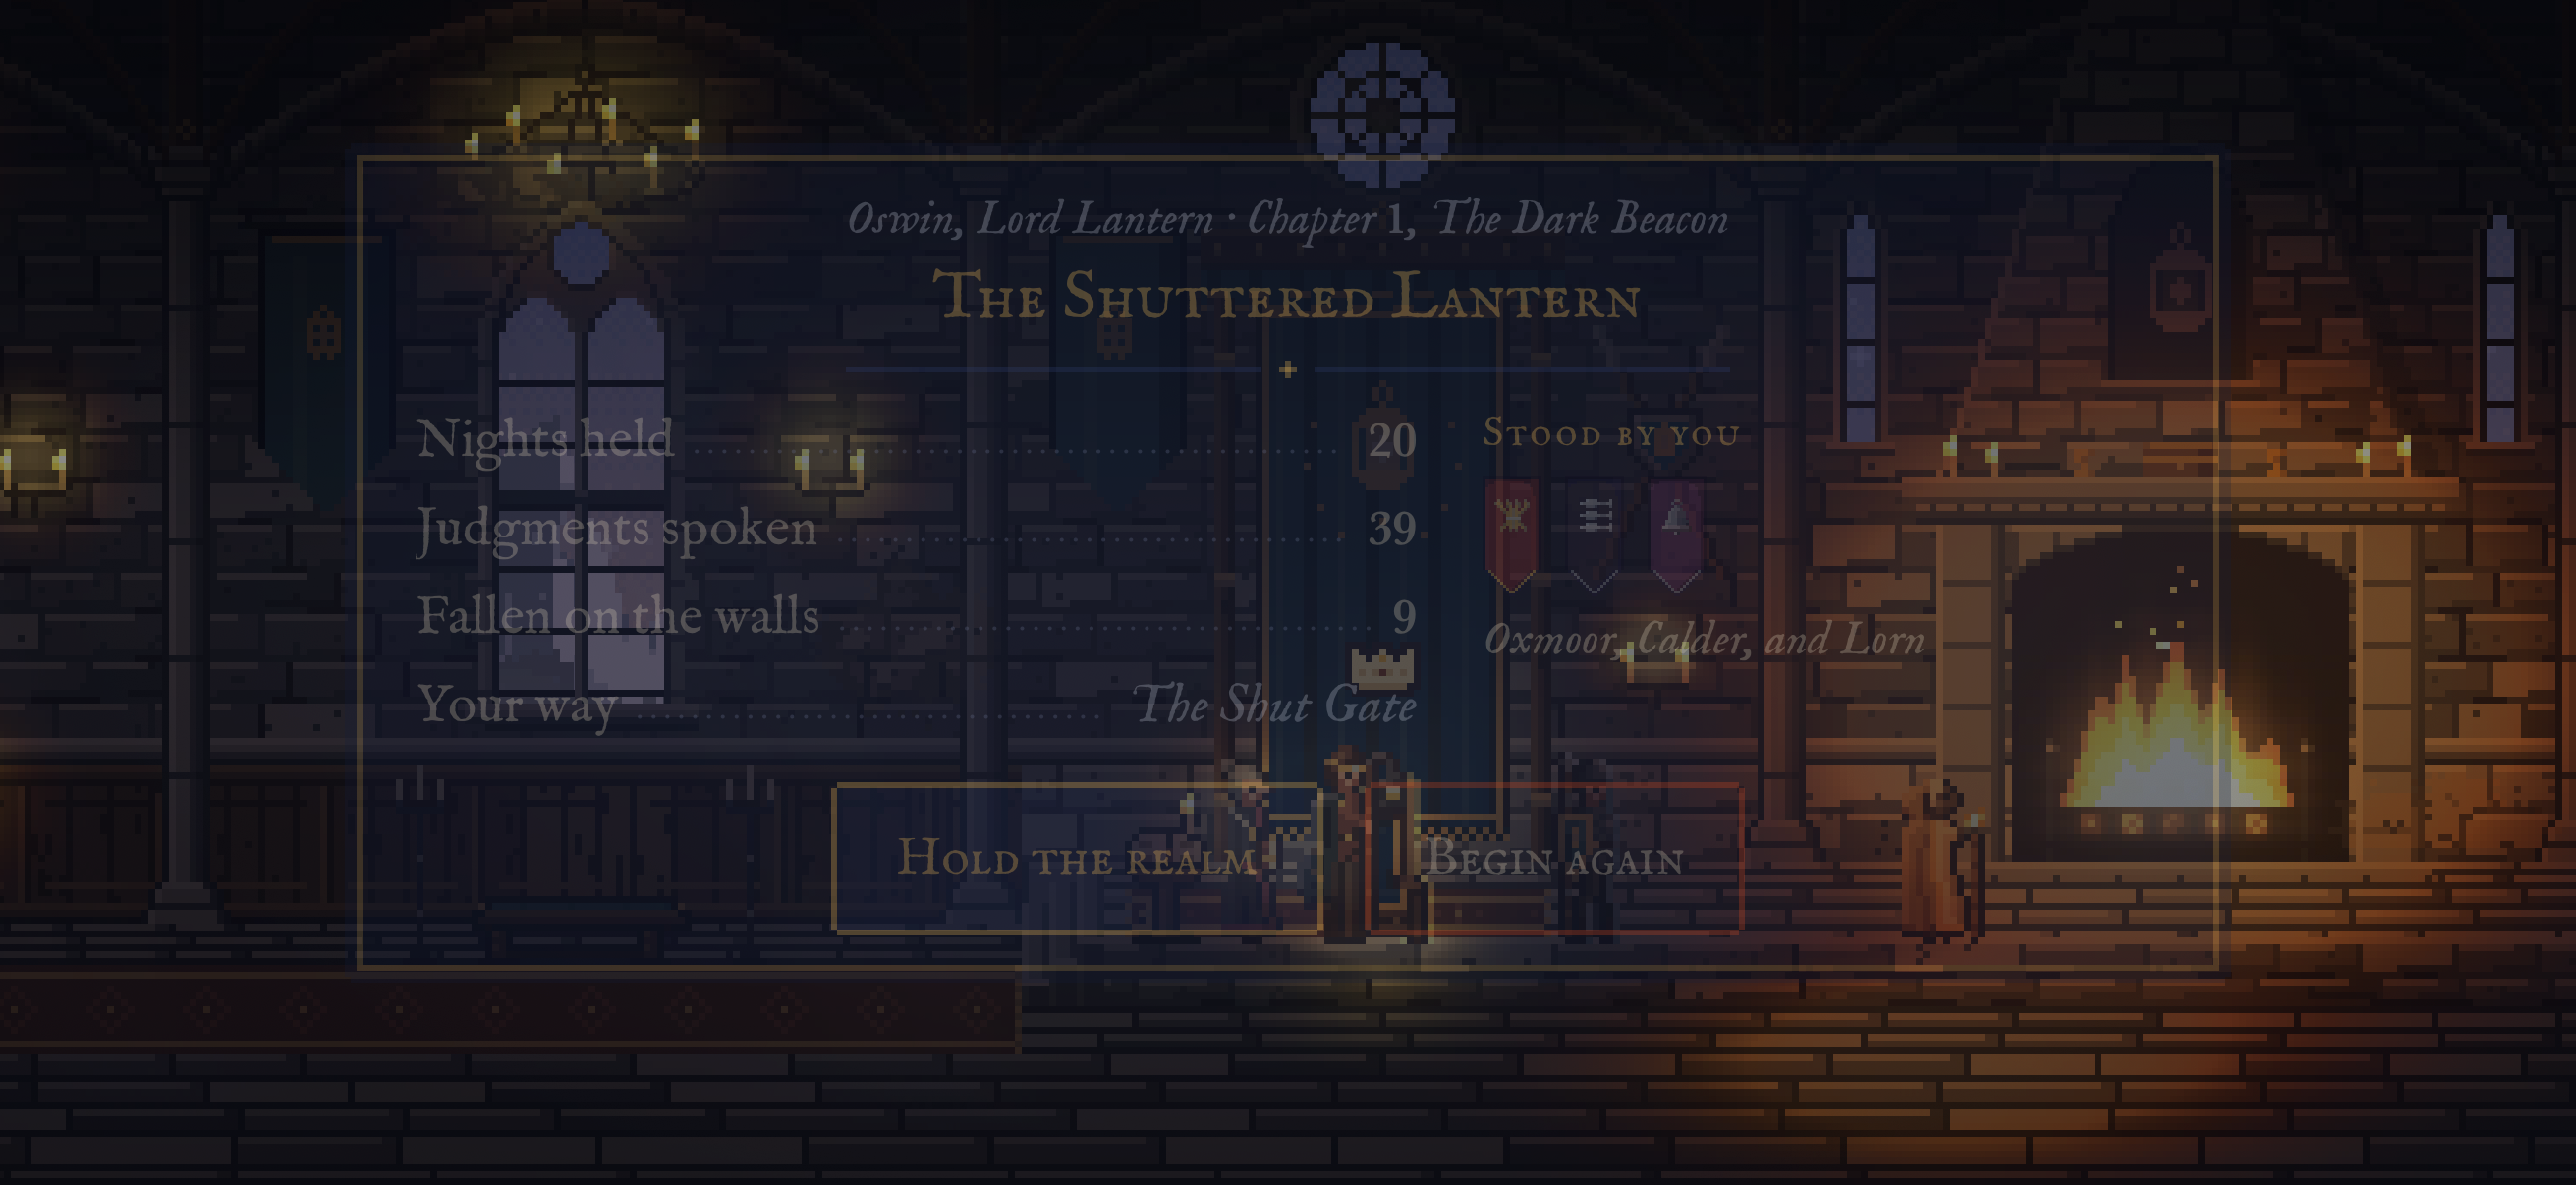 Oswin, Lord Lantern · Chapter 1, The Dark Beacon
The Shuttered Lantern
Nights held 20
Judgments spoken 39
Fallen on the walls 9
Your way The Shut Gate
Stood by you
Oxmoor, Calder, and Lorn
Hold the realm
Begin again